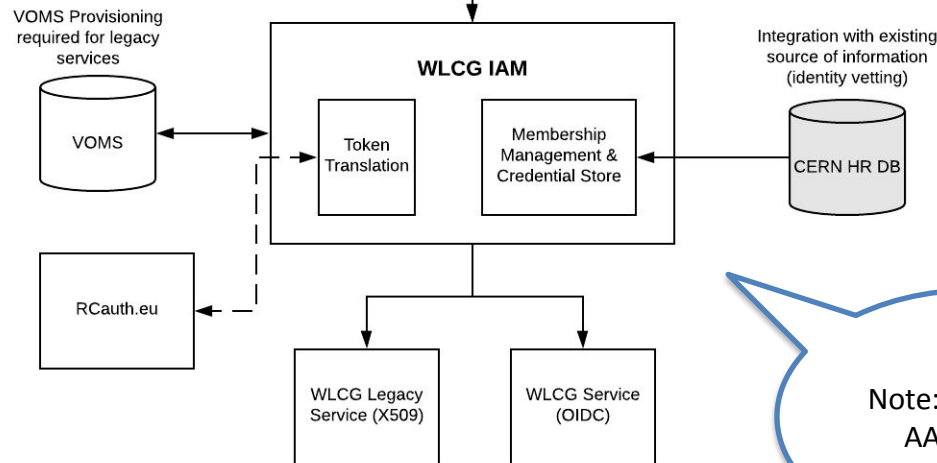 VOMS Provisioning
required for legacy
services
VOMS
WLCG IAM
Token
Translation
Membership
Management &
Credential Store
Integration with existing
source of information
(identity vetting)
CERN HR DB
RCauth.eu
WLCG Legacy
Service (X509)
WLCG Service
(OIDC)
Note:
AA